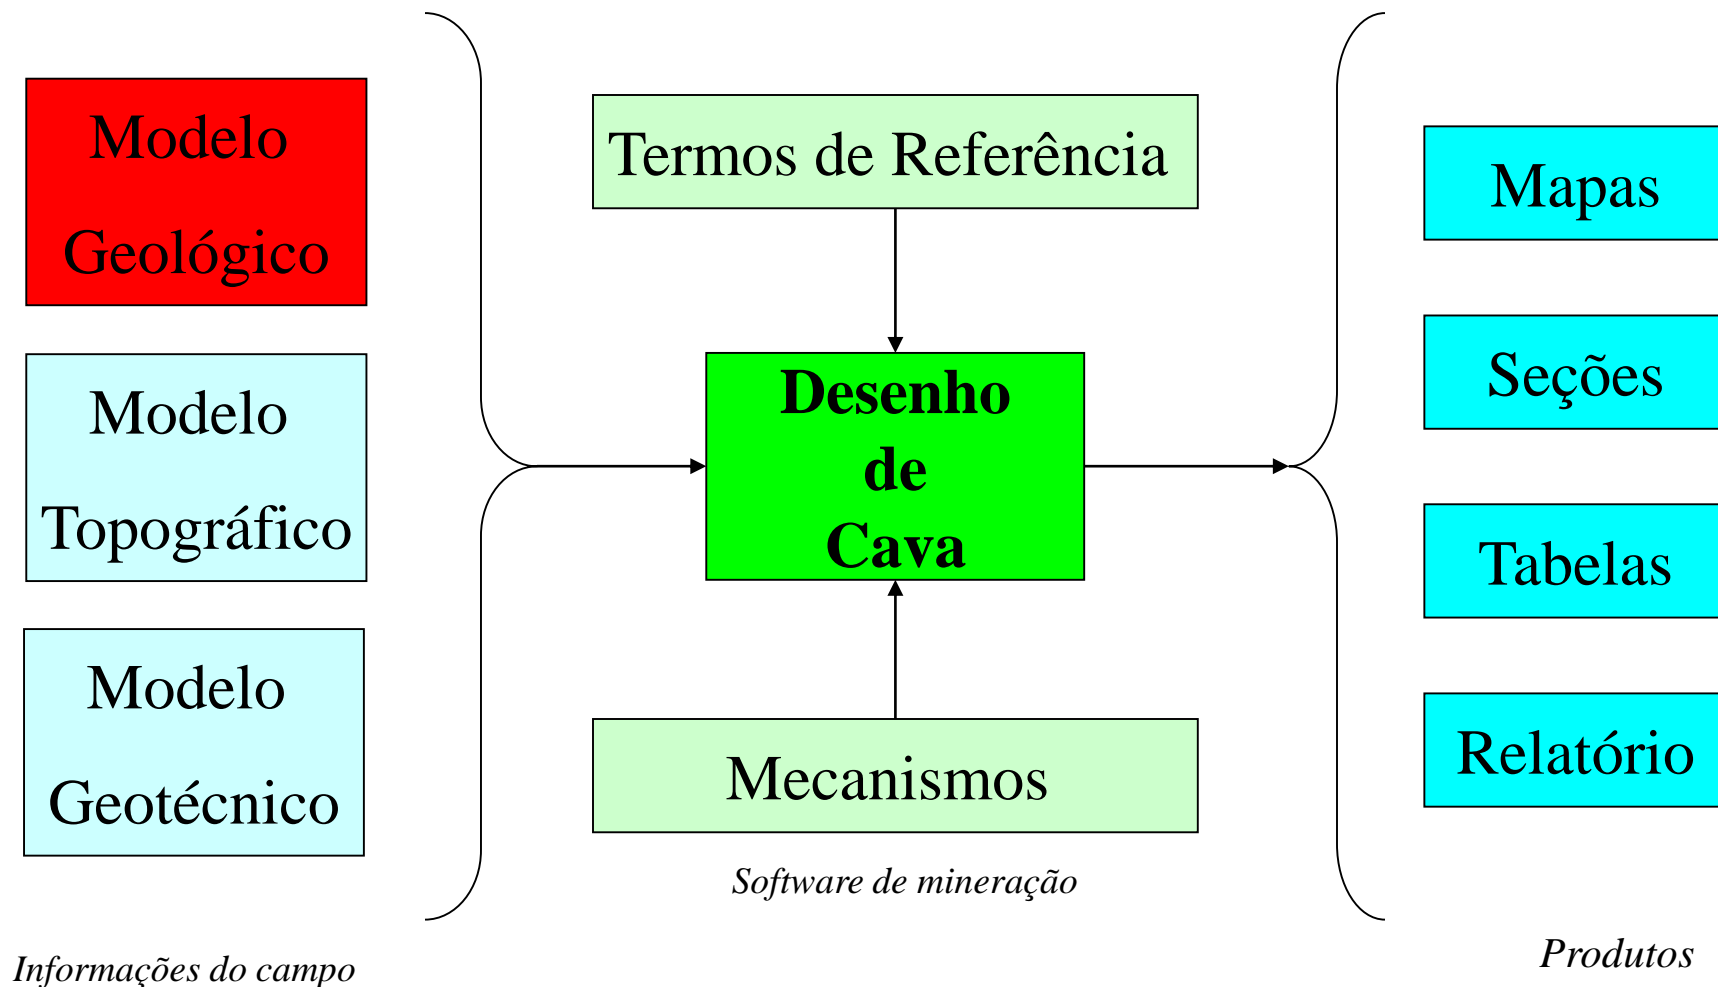 Modelo
Geológico
Modelo
Topográfico
Modelo
Geotécnico
Informações do campo
Termos de Referência
Desenho
de
Cava
Mecanismos
Software de mineração
Mapas
Seções
Tabelas
Relatório
Produtos